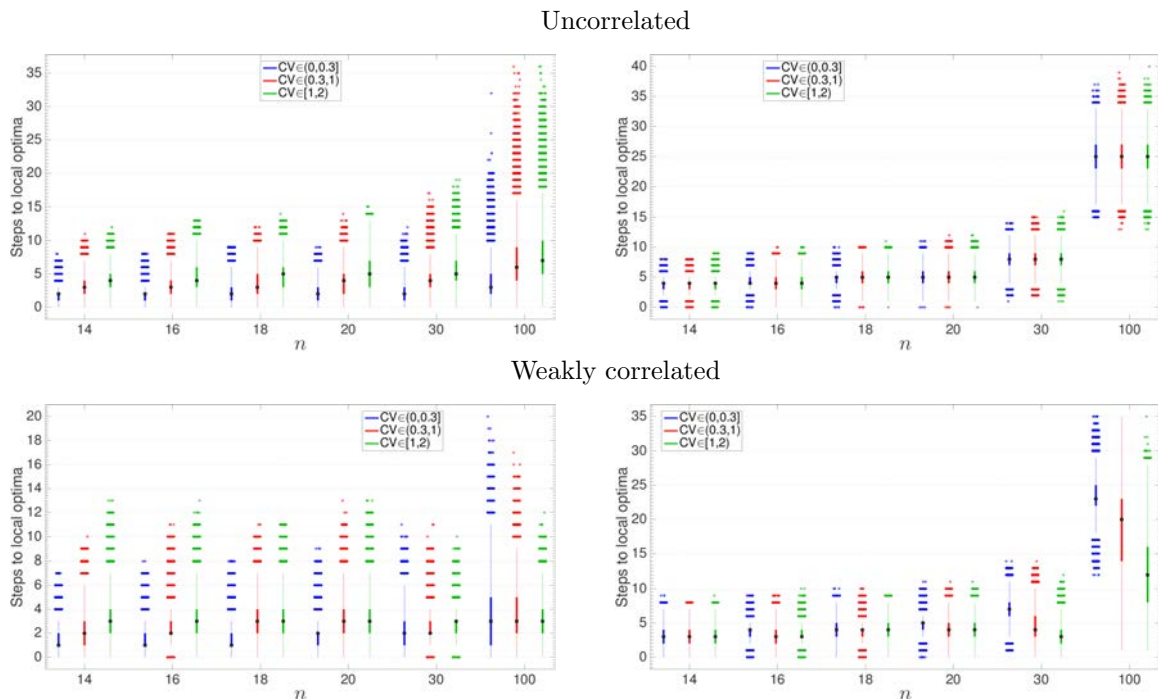 Uncorrelated
Steps to local optima
35
30
25
20
15
10
5
0
CV∈(0,0.3]
CV∈(0.3,1)
CV∈[1,2)
14 16 18 20 30 100
n
Steps to local optima
40
35
30
25
20
15
10
5
0
CV∈(0,0.3]
CV∈(0.3,1)
CV∈[1,2)
14 16 18 20 30 100
n
Weakly correlated
Steps to local optima
20
18
16
14
12
10
8
6
4
2
0
CV∈(0,0.3]
CV∈(0.3,1)
CV∈[1,2)
14 16 18 20 30 100
n
Steps to local optima
35
30
25
20
15
10
5
0
CV∈(0,0.3]
CV∈(0.3,1)
CV∈[1,2)
14 16 18 20 30 100
n